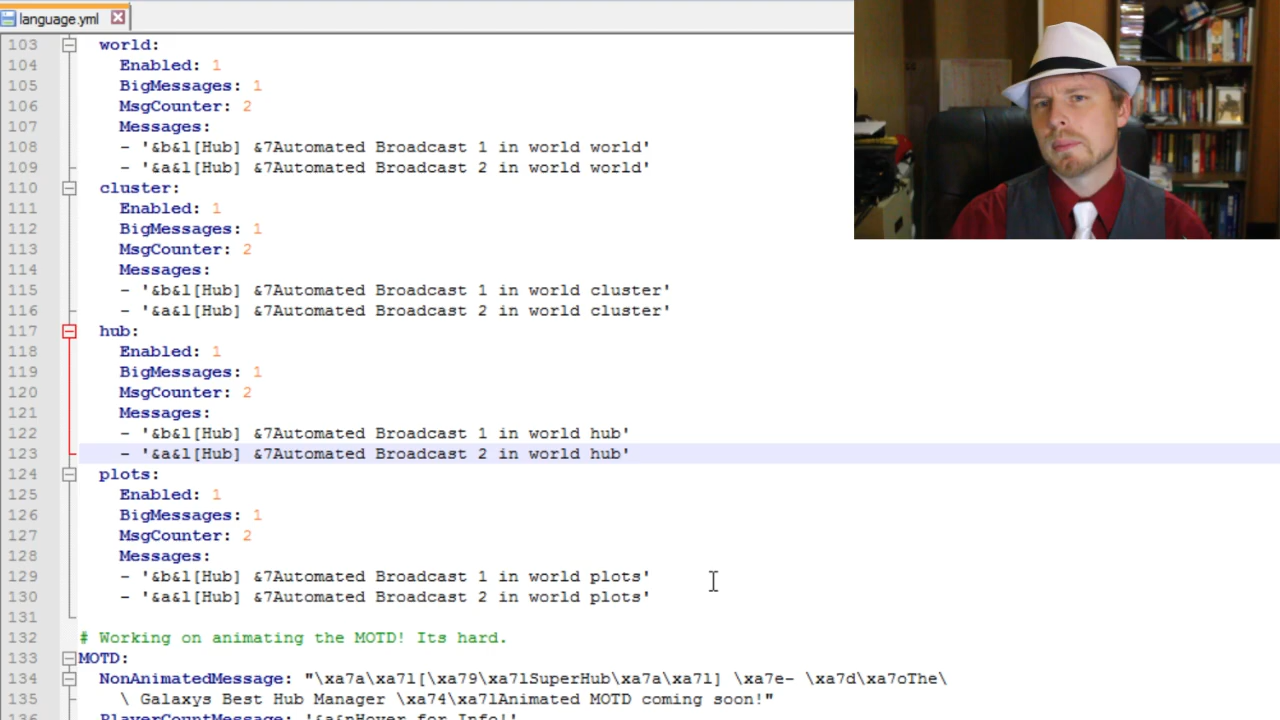 language.yml
103 world:
104 Enabled: 1
105 BigMessages: 1
106 MsgCounter: 2
107 Messages:
108 - '&b&l[Hub] &7Automated Broadcast 1 in world world'
109 - '&a&l[Hub] &7Automated Broadcast 2 in world world'
110 cluster:
111 Enabled: 1
112 BigMessages: 1
113 MsgCounter: 2
114 Messages:
115 - '&b&l[Hub] &7Automated Broadcast 1 in world cluster'
116 - '&a&l[Hub] &7Automated Broadcast 2 in world cluster'
117 hub:
118 Enabled: 1
119 BigMessages: 1
120 MsgCounter: 2
121 Messages:
122 - '&b&l[Hub] &7Automated Broadcast 1 in world hub'
123 - '&a&l[Hub] &7Automated Broadcast 2 in world hub'
124 plots:
125 Enabled: 1
126 BigMessages: 1
127 MsgCounter: 2
128 Messages:
129 - '&b&l[Hub] &7Automated Broadcast 1 in world plots'
130 - '&a&l[Hub] &7Automated Broadcast 2 in world plots'
131
132 # Working on animating the MOTD! Its hard.
133 MOTD:
134 NonAnimatedMessage: "\xa7a\xa7l[\xa79\xa7lSuperHub\xa7a\xa7l] \xa7e- \xa7d\xa7oThe\
135 \ Galaxys Best Hub Manager \xa74\xa7lAnimated MOTD coming soon!"
136 PlayerCountMessage: '&a&nHover for Info!'